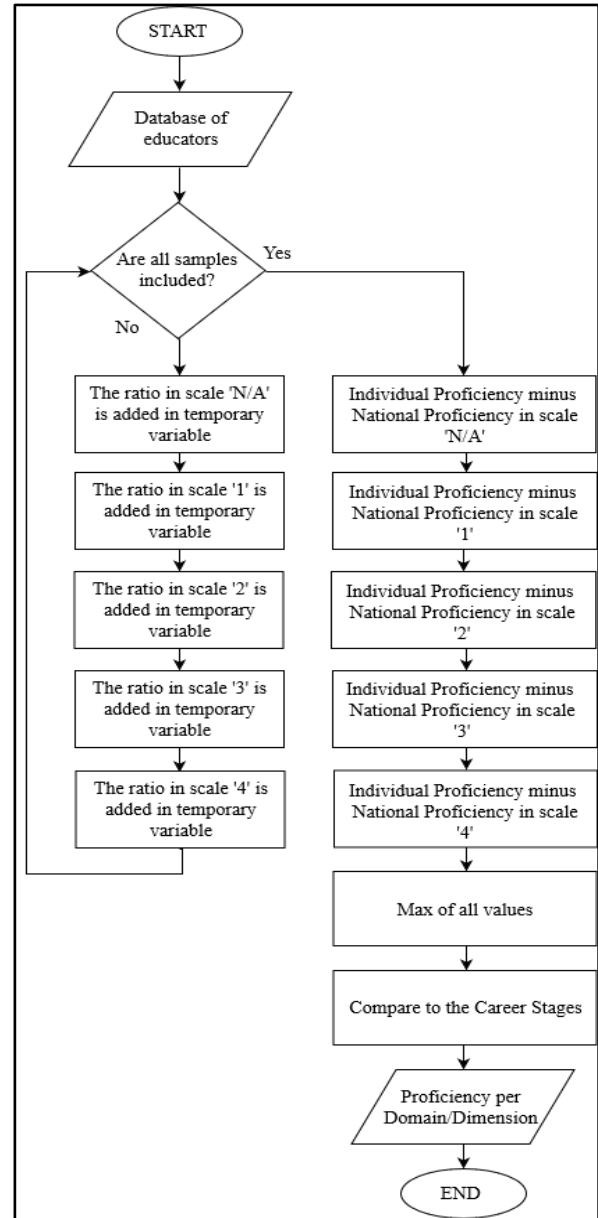 START
Database of
educators
Are all samples
included?
Yes
No
The ratio in scale 'N/A'
is added in temporary
variable
The ratio in scale '1' is
added in temporary
variable
The ratio in scale '2' is
added in temporary
variable
The ratio in scale '3' is
added in temporary
variable
The ratio in scale '4' is
added in temporary
variable
Individual Proficiency minus
National Proficiency in scale
'N/A'
Individual Proficiency minus
National Proficiency in scale
'1'
Individual Proficiency minus
National Proficiency in scale
'2'
Individual Proficiency minus
National Proficiency in scale
'3'
Individual Proficiency minus
National Proficiency in scale
'4'
Max of all values
Compare to the Career Stages
Proficiency per
Domain/Dimension
END